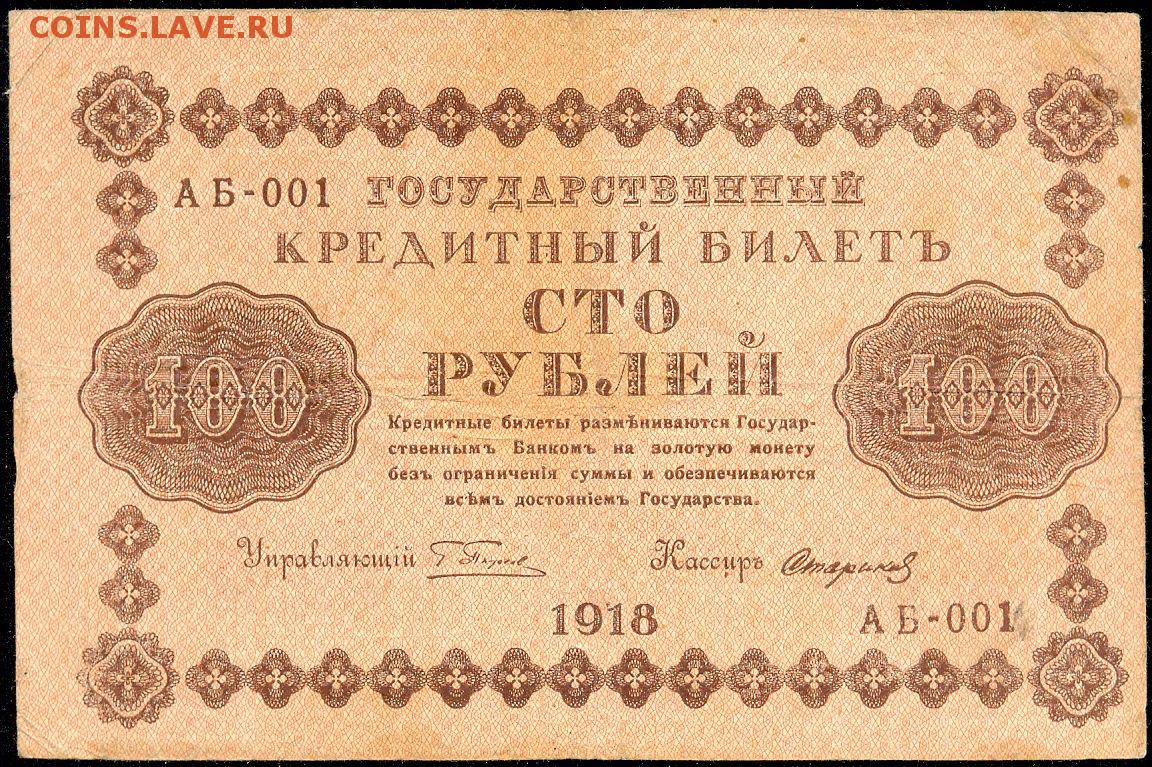 COINS.LAVE.RU
АБ-001 ГОСУДАРСТВЕННЫЙ
КРЕДИТНЫЙ БИЛЕТЪ
СТО
РУБЛЕЙ
100 100
Кредитные билеты размѣниваются Государ-
ственнымъ Банкомъ на золотую монету
безъ ограниченія суммы и обезпечиваются
всѣмъ достояніемъ Государства.
Управляющій Кассиръ Стариков
1918 АБ-001